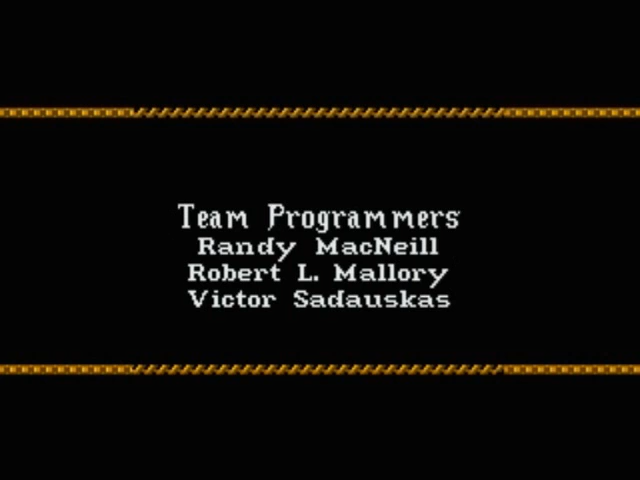 Team Programmers
Randy MacNeill
Robert L. Mallory
Victor Sadauskas